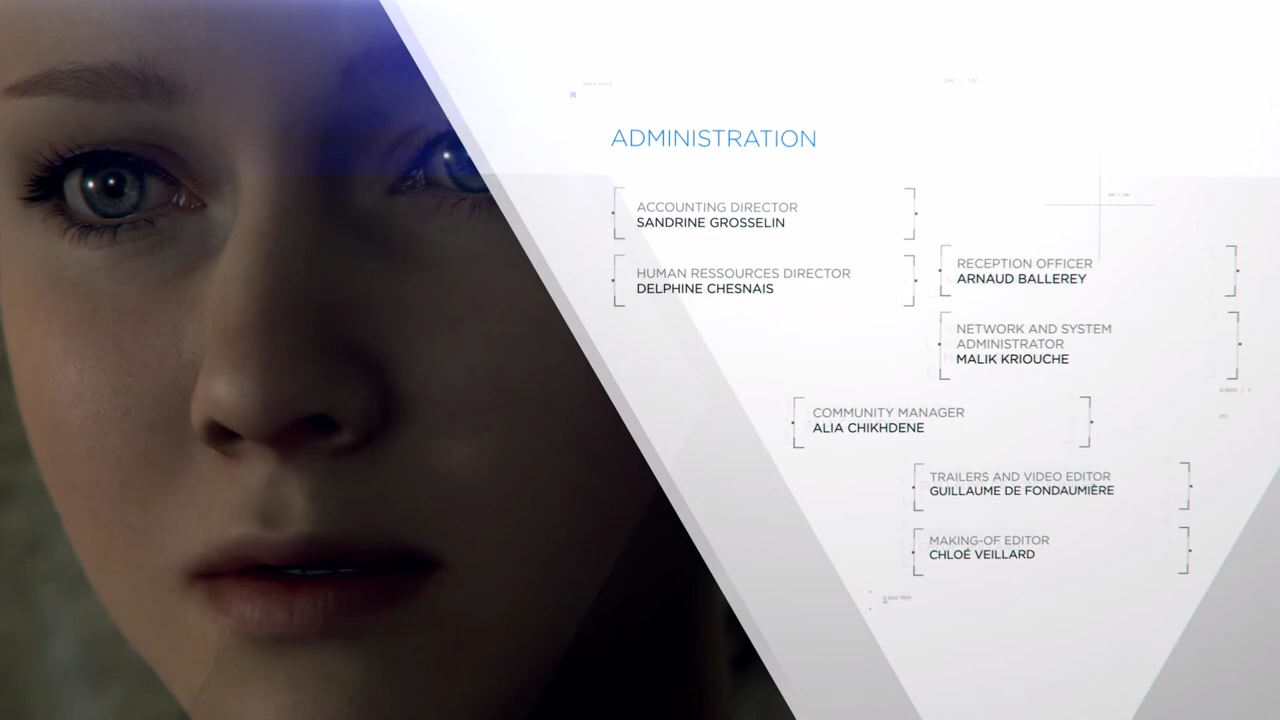 ADMINISTRATION
ACCOUNTING DIRECTOR
SANDRINE GROSSELIN
HUMAN RESSOURCES DIRECTOR
DELPHINE CHESNAIS
RECEPTION OFFICER
ARNAUD BALLEREY
NETWORK AND SYSTEM
ADMINISTRATOR
MALIK KRIOUCHE
COMMUNITY MANAGER
ALIA CHIKHDENE
TRAILERS AND VIDEO EDITOR
GUILLAUME DE FONDAUMIÈRE
MAKING-OF EDITOR
CHLOÉ VEILLARD